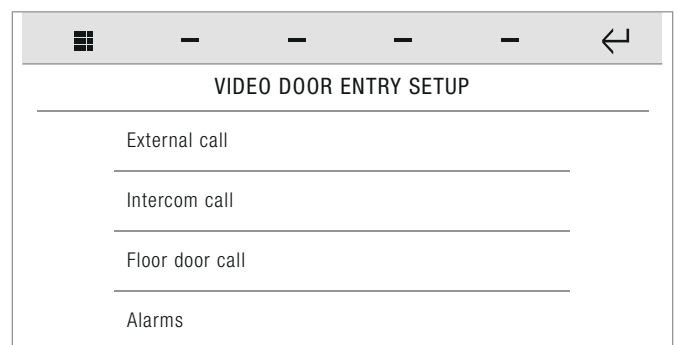 VIDEO DOOR ENTRY SETUP
External call
Intercom call
Floor door call
Alarms